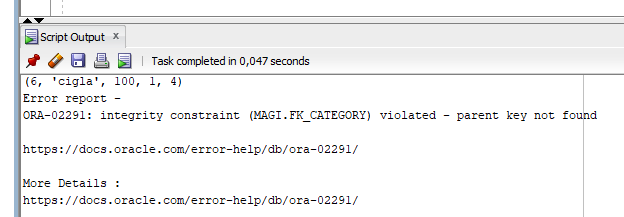 Script Output x
Task completed in 0,047 seconds
(6, 'cigla', 100, 1, 4)
Error report -
ORA-02291: integrity constraint (MAGI.FK_CATEGORY) violated - parent key not found
https://docs.oracle.com/error-help/db/ora-02291/
More Details :
https://docs.oracle.com/error-help/db/ora-02291/